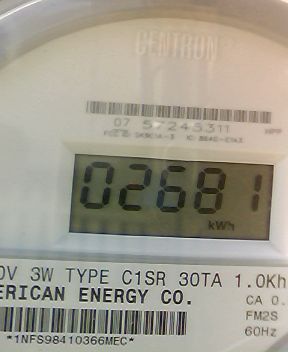 CENTRON
07 57245311
02681
kWh
0V 3W TYPE C1SR 30TA 1.0Kh
ERICAN ENERGY CO.
CA 0.
FM2S
60Hz
*1NFS98410366MEC*